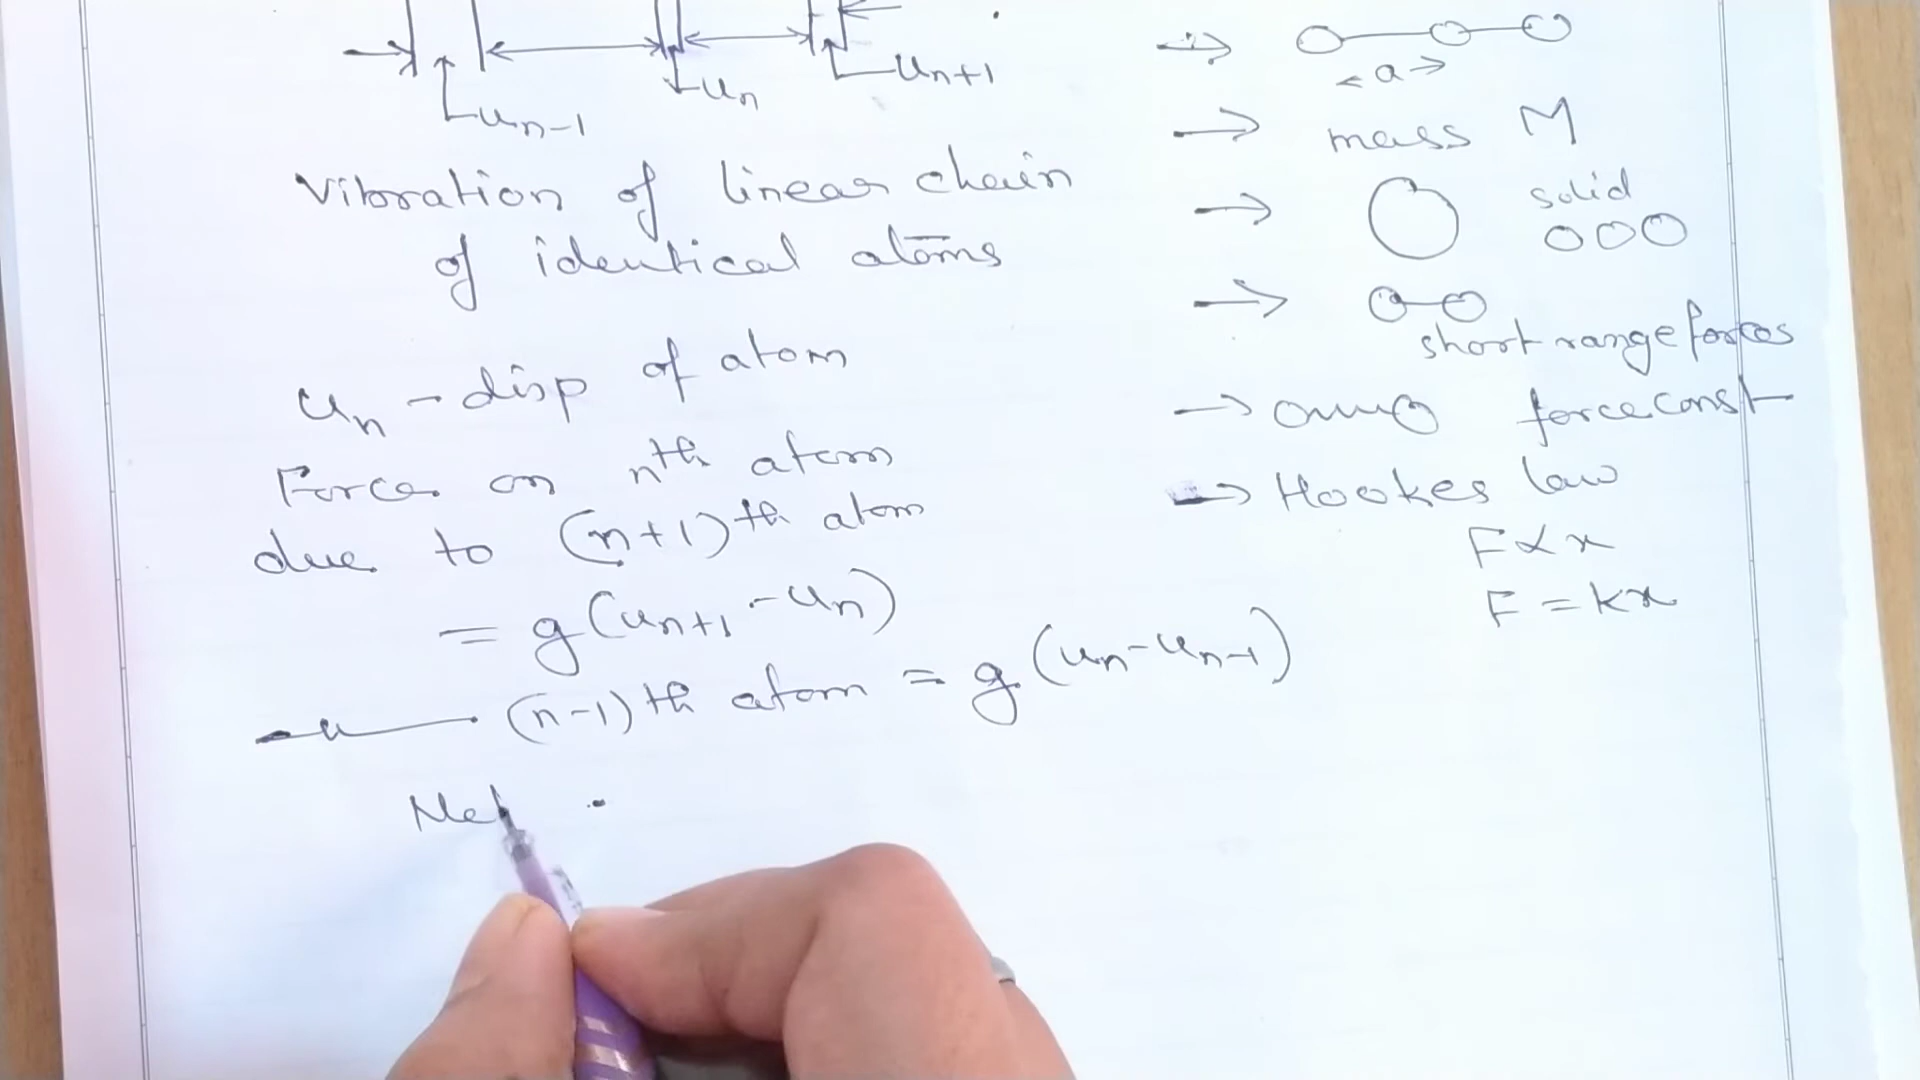 uₙ₋₁
uₙ
uₙ₊₁
Vibration of linear chain
of identical atoms
uₙ - disp of atom
Force on nᵗʰ atom
due to (n+1)ᵗʰ atom
= g(uₙ₊₁ - uₙ)
—〃— (n-1)th atom = g(uₙ - uₙ₋₁)
Net
→
< a →
→ mass M
→ solid
→
short range forces
→ force const
→ Hookes law
F ∝ x
F = kx